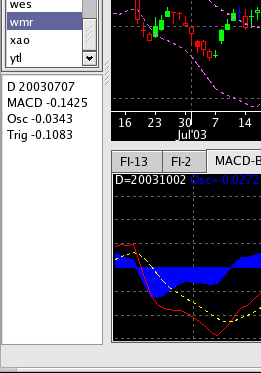 wes
wmr
xao
ytl
D 20030707
MACD -0.1425
Osc -0.0343
Trig -0.1083
16 23 30 7 14
Jul'03
FI-13 FI-2 MACD-B
D=20031002 Osc=-0.0272